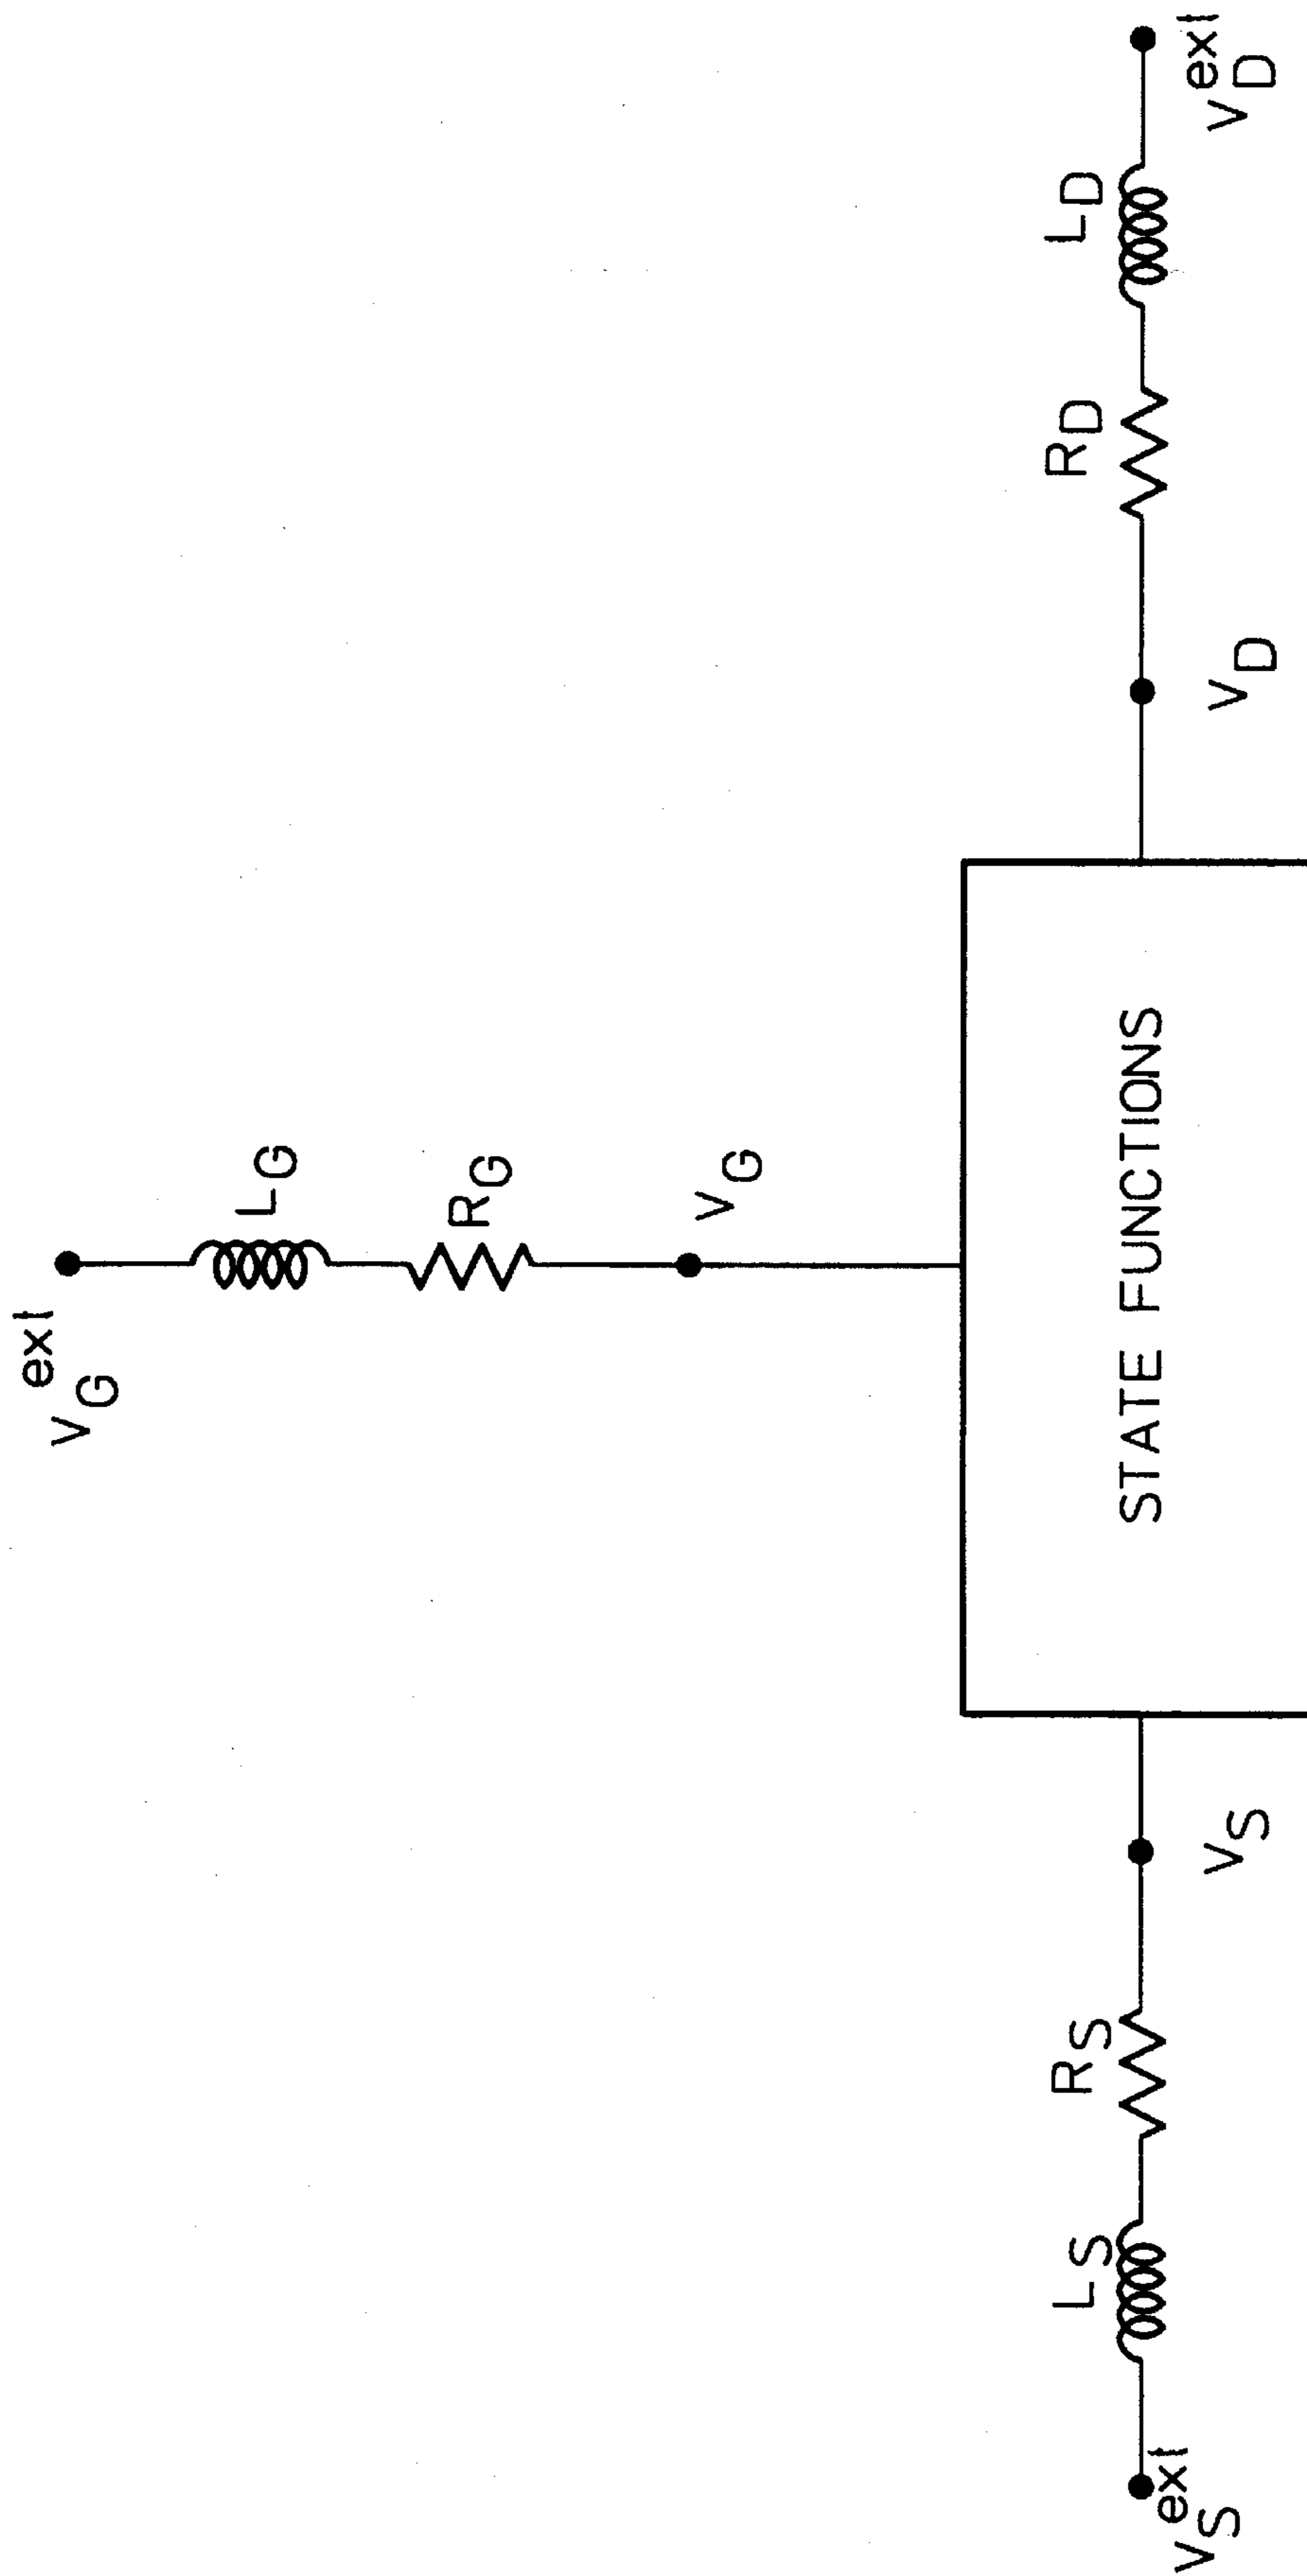 V_G^ext
L_G
R_G
V_G
L_S
R_S
R_D
L_D
STATE FUNCTIONS
V_S^ext
V_S
V_D
V_D^ext